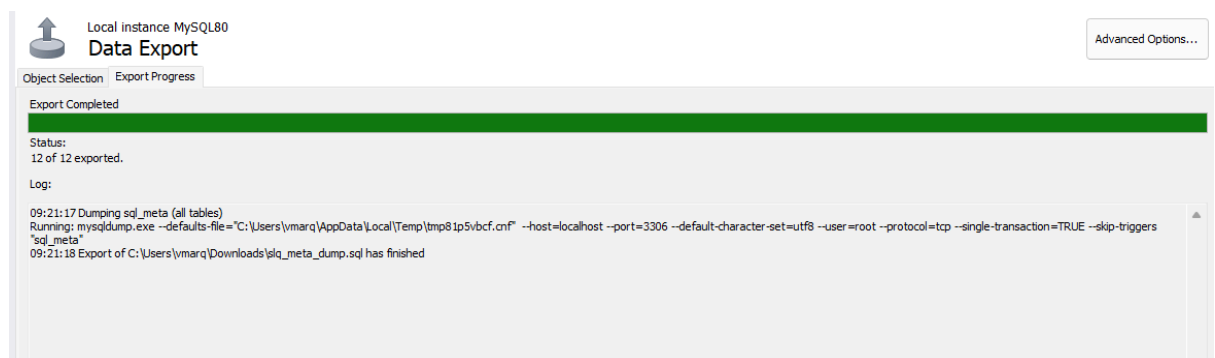 Local instance MySQL80
Data Export
Advanced Options...
Object Selection
Export Progress
Export Completed
Status:
12 of 12 exported.
Log:
09:21:17 Dumping sql_meta (all tables)
Running: mysqldump.exe --defaults-file="C:\Users\vmarq\AppData\Local\Temp\tmp81p5vbcf.cnf"  --host=localhost --port=3306 --default-character-set=utf8 --user=root --protocol=tcp --single-transaction=TRUE --skip-triggers
"sql_meta"
09:21:18 Export of C:\Users\vmarq\Downloads\slq_meta_dump.sql has finished